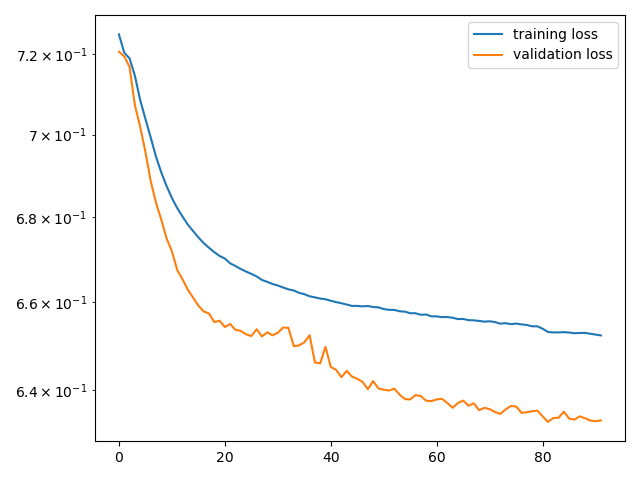 training loss
validation loss
7.2 × 10⁻¹
7 × 10⁻¹
6.8 × 10⁻¹
6.6 × 10⁻¹
6.4 × 10⁻¹
0 20 40 60 80